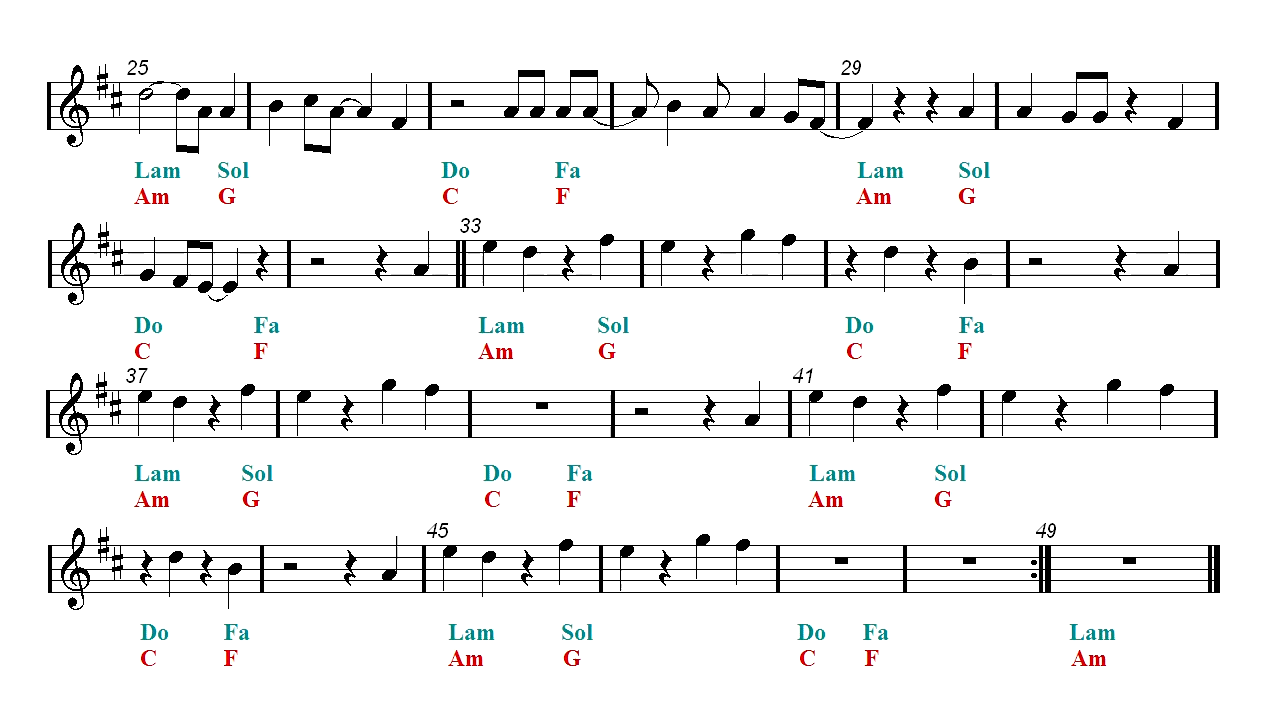 25 29
Lam Sol Do Fa Lam Sol
Am G C F Am G
33
Do Fa Lam Sol Do Fa
C F Am G C F
37 41
Lam Sol Do Fa Lam Sol
Am G C F Am G
45 49
Do Fa Lam Sol Do Fa Lam
C F Am G C F Am